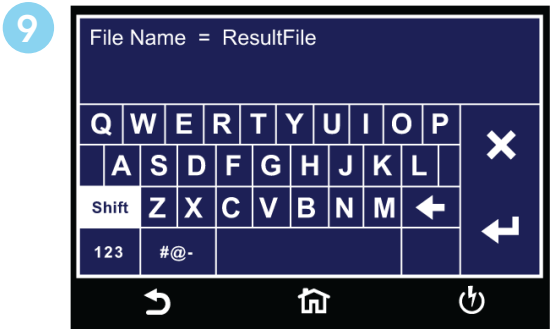 9
File Name = ResultFile
Q W E R T Y U I O P
A S D F G H J K L
Shift Z X C V B N M
123 #@-